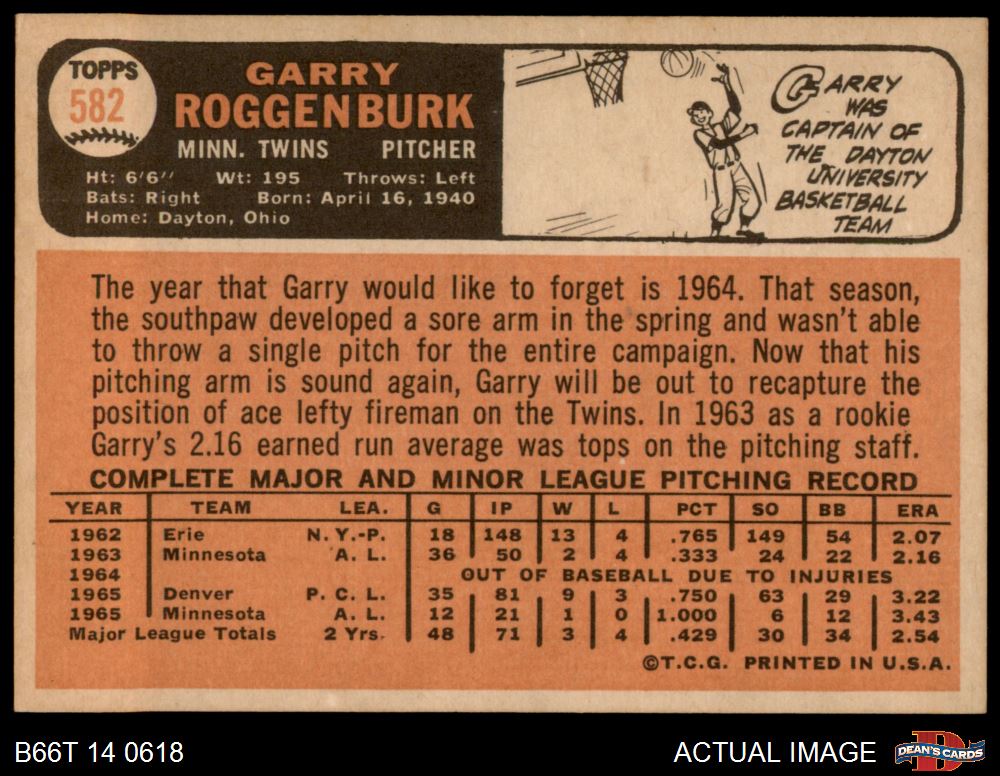 TOPPS
582
GARRY
ROGGENBURK
MINN. TWINS PITCHER
Ht: 6'6" Wt: 195 Throws: Left
Bats: Right Born: April 16, 1940
Home: Dayton, Ohio
GARRY
WAS
CAPTAIN OF
THE DAYTON
UNIVERSITY
BASKETBALL
TEAM
The year that Garry would like to forget is 1964. That season,
the southpaw developed a sore arm in the spring and wasn't able
to throw a single pitch for the entire campaign. Now that his
pitching arm is sound again, Garry will be out to recapture the
position of ace lefty fireman on the Twins. In 1963 as a rookie
Garry's 2.16 earned run average was tops on the pitching staff.
COMPLETE MAJOR AND MINOR LEAGUE PITCHING RECORD
YEAR TEAM LEA. G IP W L PCT SO BB ERA
1962 Erie N.Y.-P. 18 148 13 4 .765 149 54 2.07
1963 Minnesota A. L. 36 50 2 4 .333 24 22 2.16
1964 OUT OF BASEBALL DUE TO INJURIES
1965 Denver P. C. L. 35 81 9 3 .750 63 29 3.22
1965 Minnesota A.L. 12 21 1 0 1.000 6 12 3.43
Major League Totals 2 Yrs. 48 71 3 4 .429 30 34 2.54
©T.C.G. PRINTED IN U.S.A.
B66T 14 0618 ACTUAL IMAGE DEAN'S CARDS